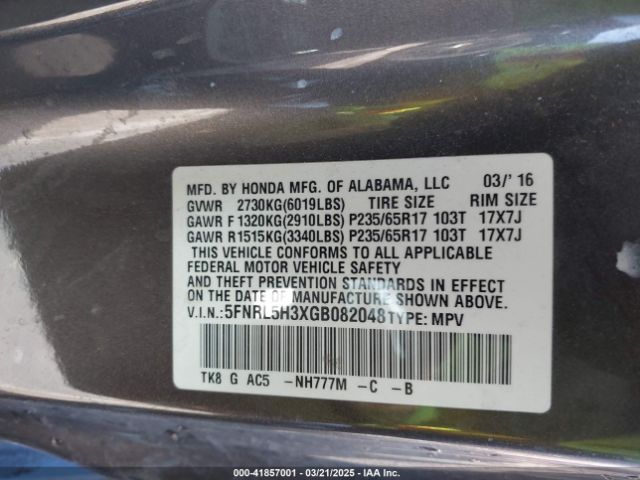 MFD. BY HONDA MFG. OF ALABAMA, LLC 03/' 16
GVWR 2730KG(6019LBS) TIRE SIZE RIM SIZE
GAWR F 1320KG(2910LBS) P235/65R17 103T 17X7J
GAWR R1515KG(3340LBS) P235/65R17 103T 17X7J
THIS VEHICLE CONFORMS TO ALL APPLICABLE
FEDERAL MOTOR VEHICLE SAFETY
AND THEFT PREVENTION STANDARDS IN EFFECT
ON THE DATE OF MANUFACTURE SHOWN ABOVE.
V.I.N.: 5FNRL5H3XGB082048 TYPE: MPV
TK8 G AC5 -NH777M -C -B
000-41857001 — 03/21/2025 — IAA Inc.